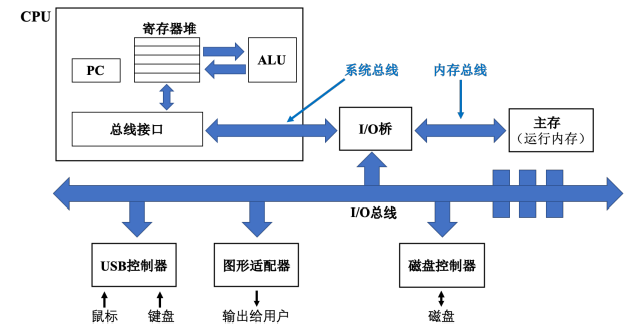 CPU
寄存器堆
PC
ALU
系统总线
内存总线
总线接口
I/O桥
主存
（运行内存）
I/O总线
USB控制器
图形适配器
磁盘控制器
鼠标
键盘
输出给用户
磁盘